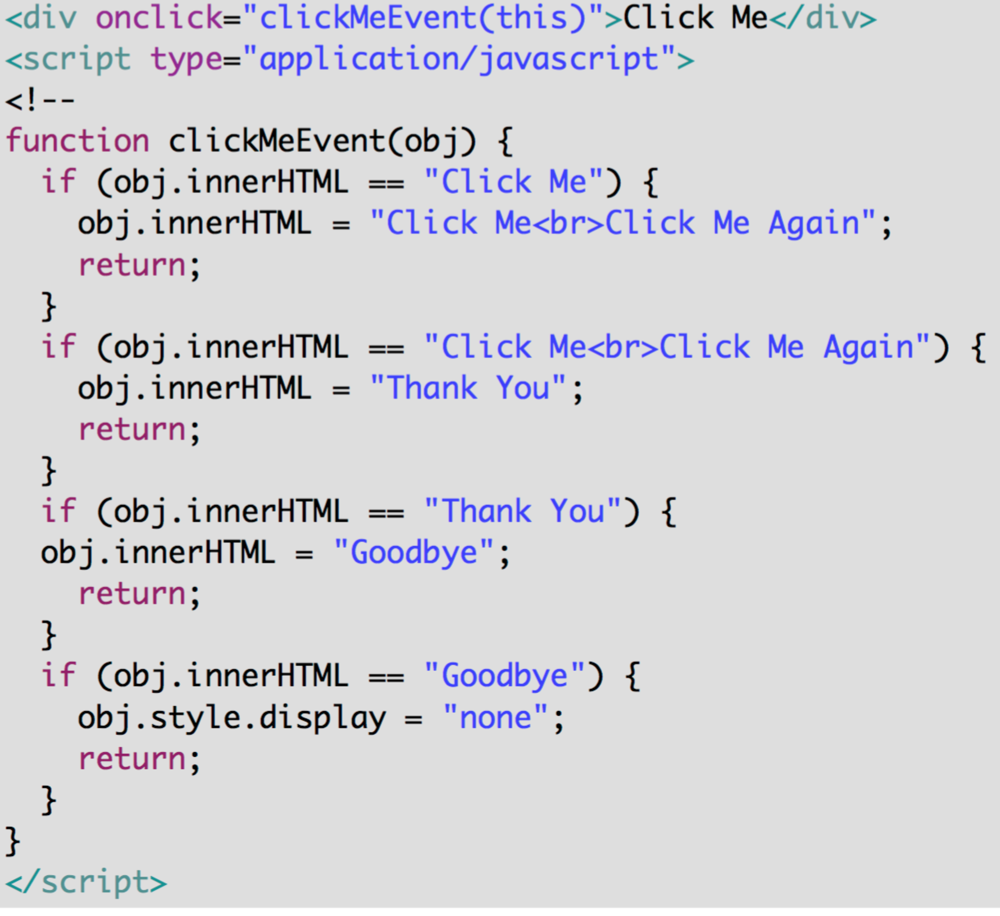 <div onclick="clickMeEvent(this)">Click Me</div>
<script type="application/javascript">
<!--
function clickMeEvent(obj) {
  if (obj.innerHTML == "Click Me") {
    obj.innerHTML = "Click Me<br>Click Me Again";
    return;
  }
  if (obj.innerHTML == "Click Me<br>Click Me Again") {
    obj.innerHTML = "Thank You";
    return;
  }
  if (obj.innerHTML == "Thank You") {
  obj.innerHTML = "Goodbye";
    return;
  }
  if (obj.innerHTML == "Goodbye") {
    obj.style.display = "none";
    return;
  }
}
</script>